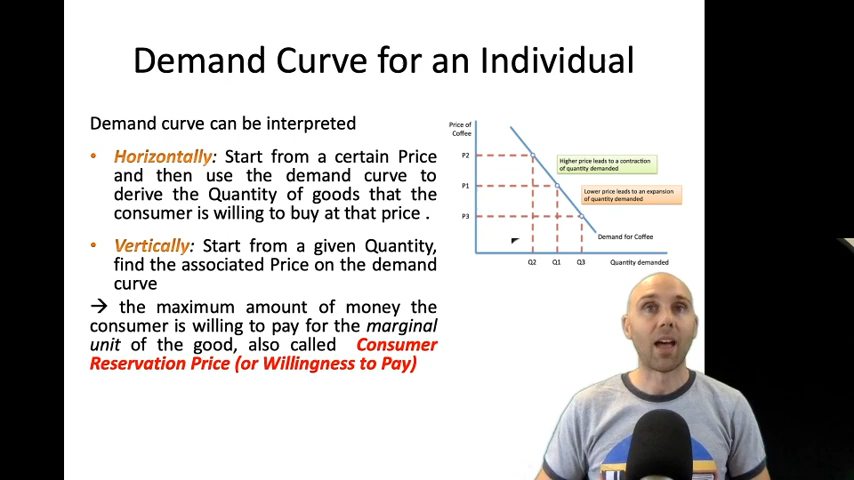 Demand Curve for an Individual
Demand curve can be interpreted
• Horizontally: Start from a certain Price
and then use the demand curve to
derive the Quantity of goods that the
consumer is willing to buy at that price .
• Vertically: Start from a given Quantity,
find the associated Price on the demand
curve
→ the maximum amount of money the
consumer is willing to pay for the marginal
unit of the good, also called Consumer
Reservation Price (or Willingness to Pay)
Price of
Coffee
P2
Higher price leads to a contraction
of quantity demanded
P1
Lower price leads to an expansion
of quantity demanded
P3
Demand for Coffee
Q2 Q1 Q3 Quantity demanded